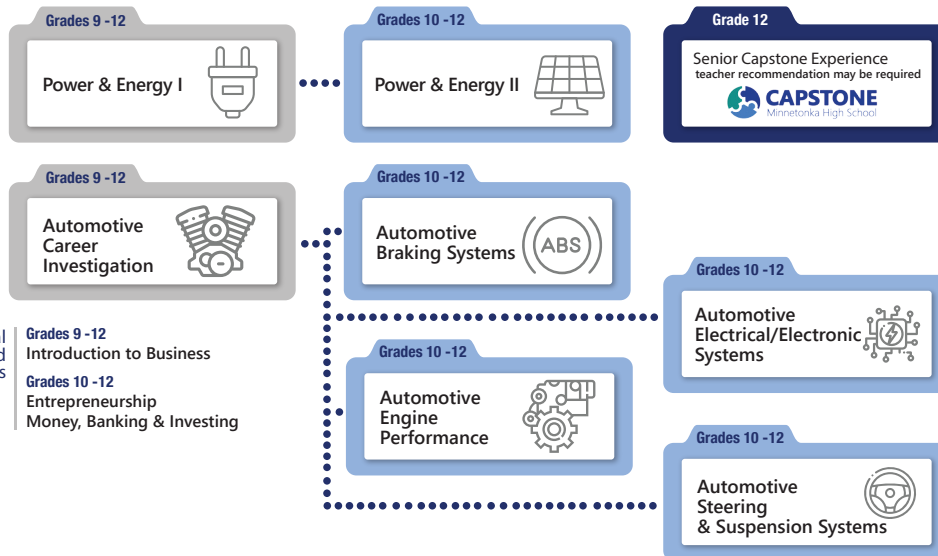 Grades 9 -12
Power & Energy I
Grades 10 -12
Power & Energy II
Grade 12
Senior Capstone Experience
teacher recommendation may be required
CAPSTONE
Minnetonka High School
Grades 9 -12
Automotive
Career
Investigation
Grades 10 -12
Automotive
Braking Systems
ABS
Grades 10 -12
Automotive
Electrical/Electronic
Systems
Grades 9 -12
Introduction to Business
Grades 10 -12
Entrepreneurship
Money, Banking & Investing
Grades 10 -12
Automotive
Engine
Performance
Grades 10 -12
Automotive
Steering
& Suspension Systems